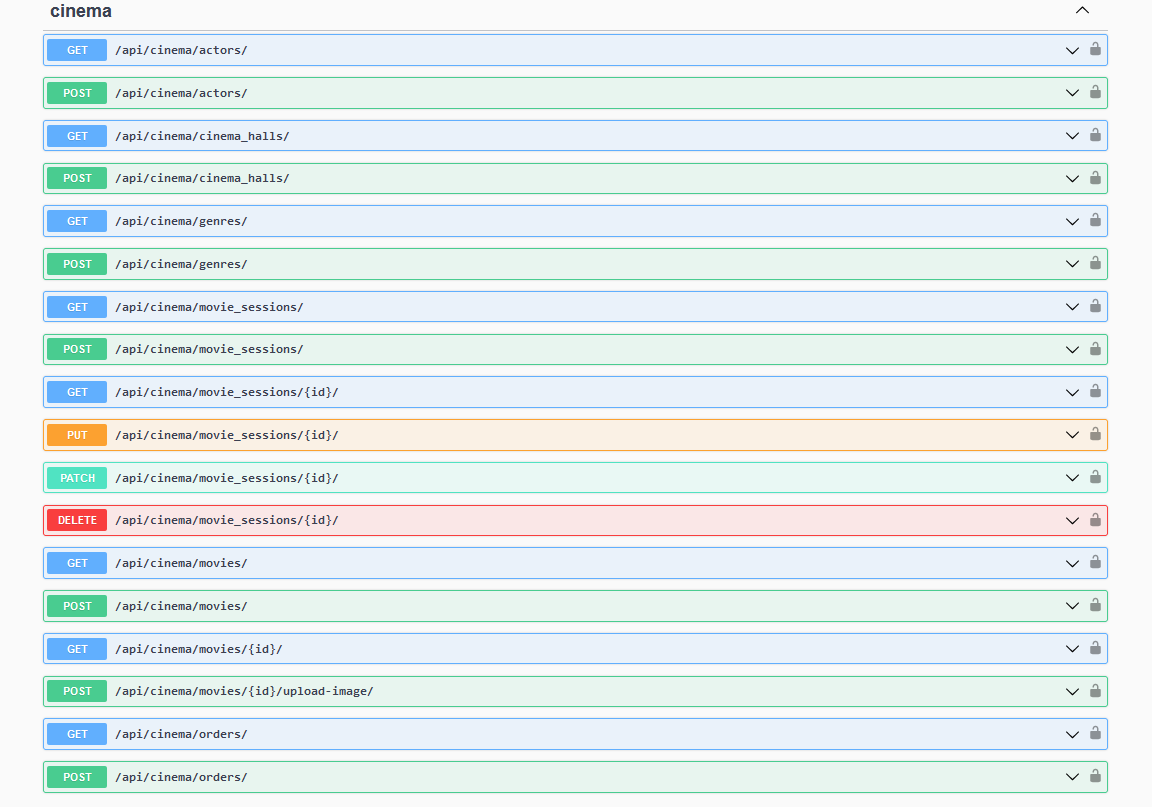 cinema
GET /api/cinema/actors/
POST /api/cinema/actors/
GET /api/cinema/cinema_halls/
POST /api/cinema/cinema_halls/
GET /api/cinema/genres/
POST /api/cinema/genres/
GET /api/cinema/movie_sessions/
POST /api/cinema/movie_sessions/
GET /api/cinema/movie_sessions/{id}/
PUT /api/cinema/movie_sessions/{id}/
PATCH /api/cinema/movie_sessions/{id}/
DELETE /api/cinema/movie_sessions/{id}/
GET /api/cinema/movies/
POST /api/cinema/movies/
GET /api/cinema/movies/{id}/
POST /api/cinema/movies/{id}/upload-image/
GET /api/cinema/orders/
POST /api/cinema/orders/